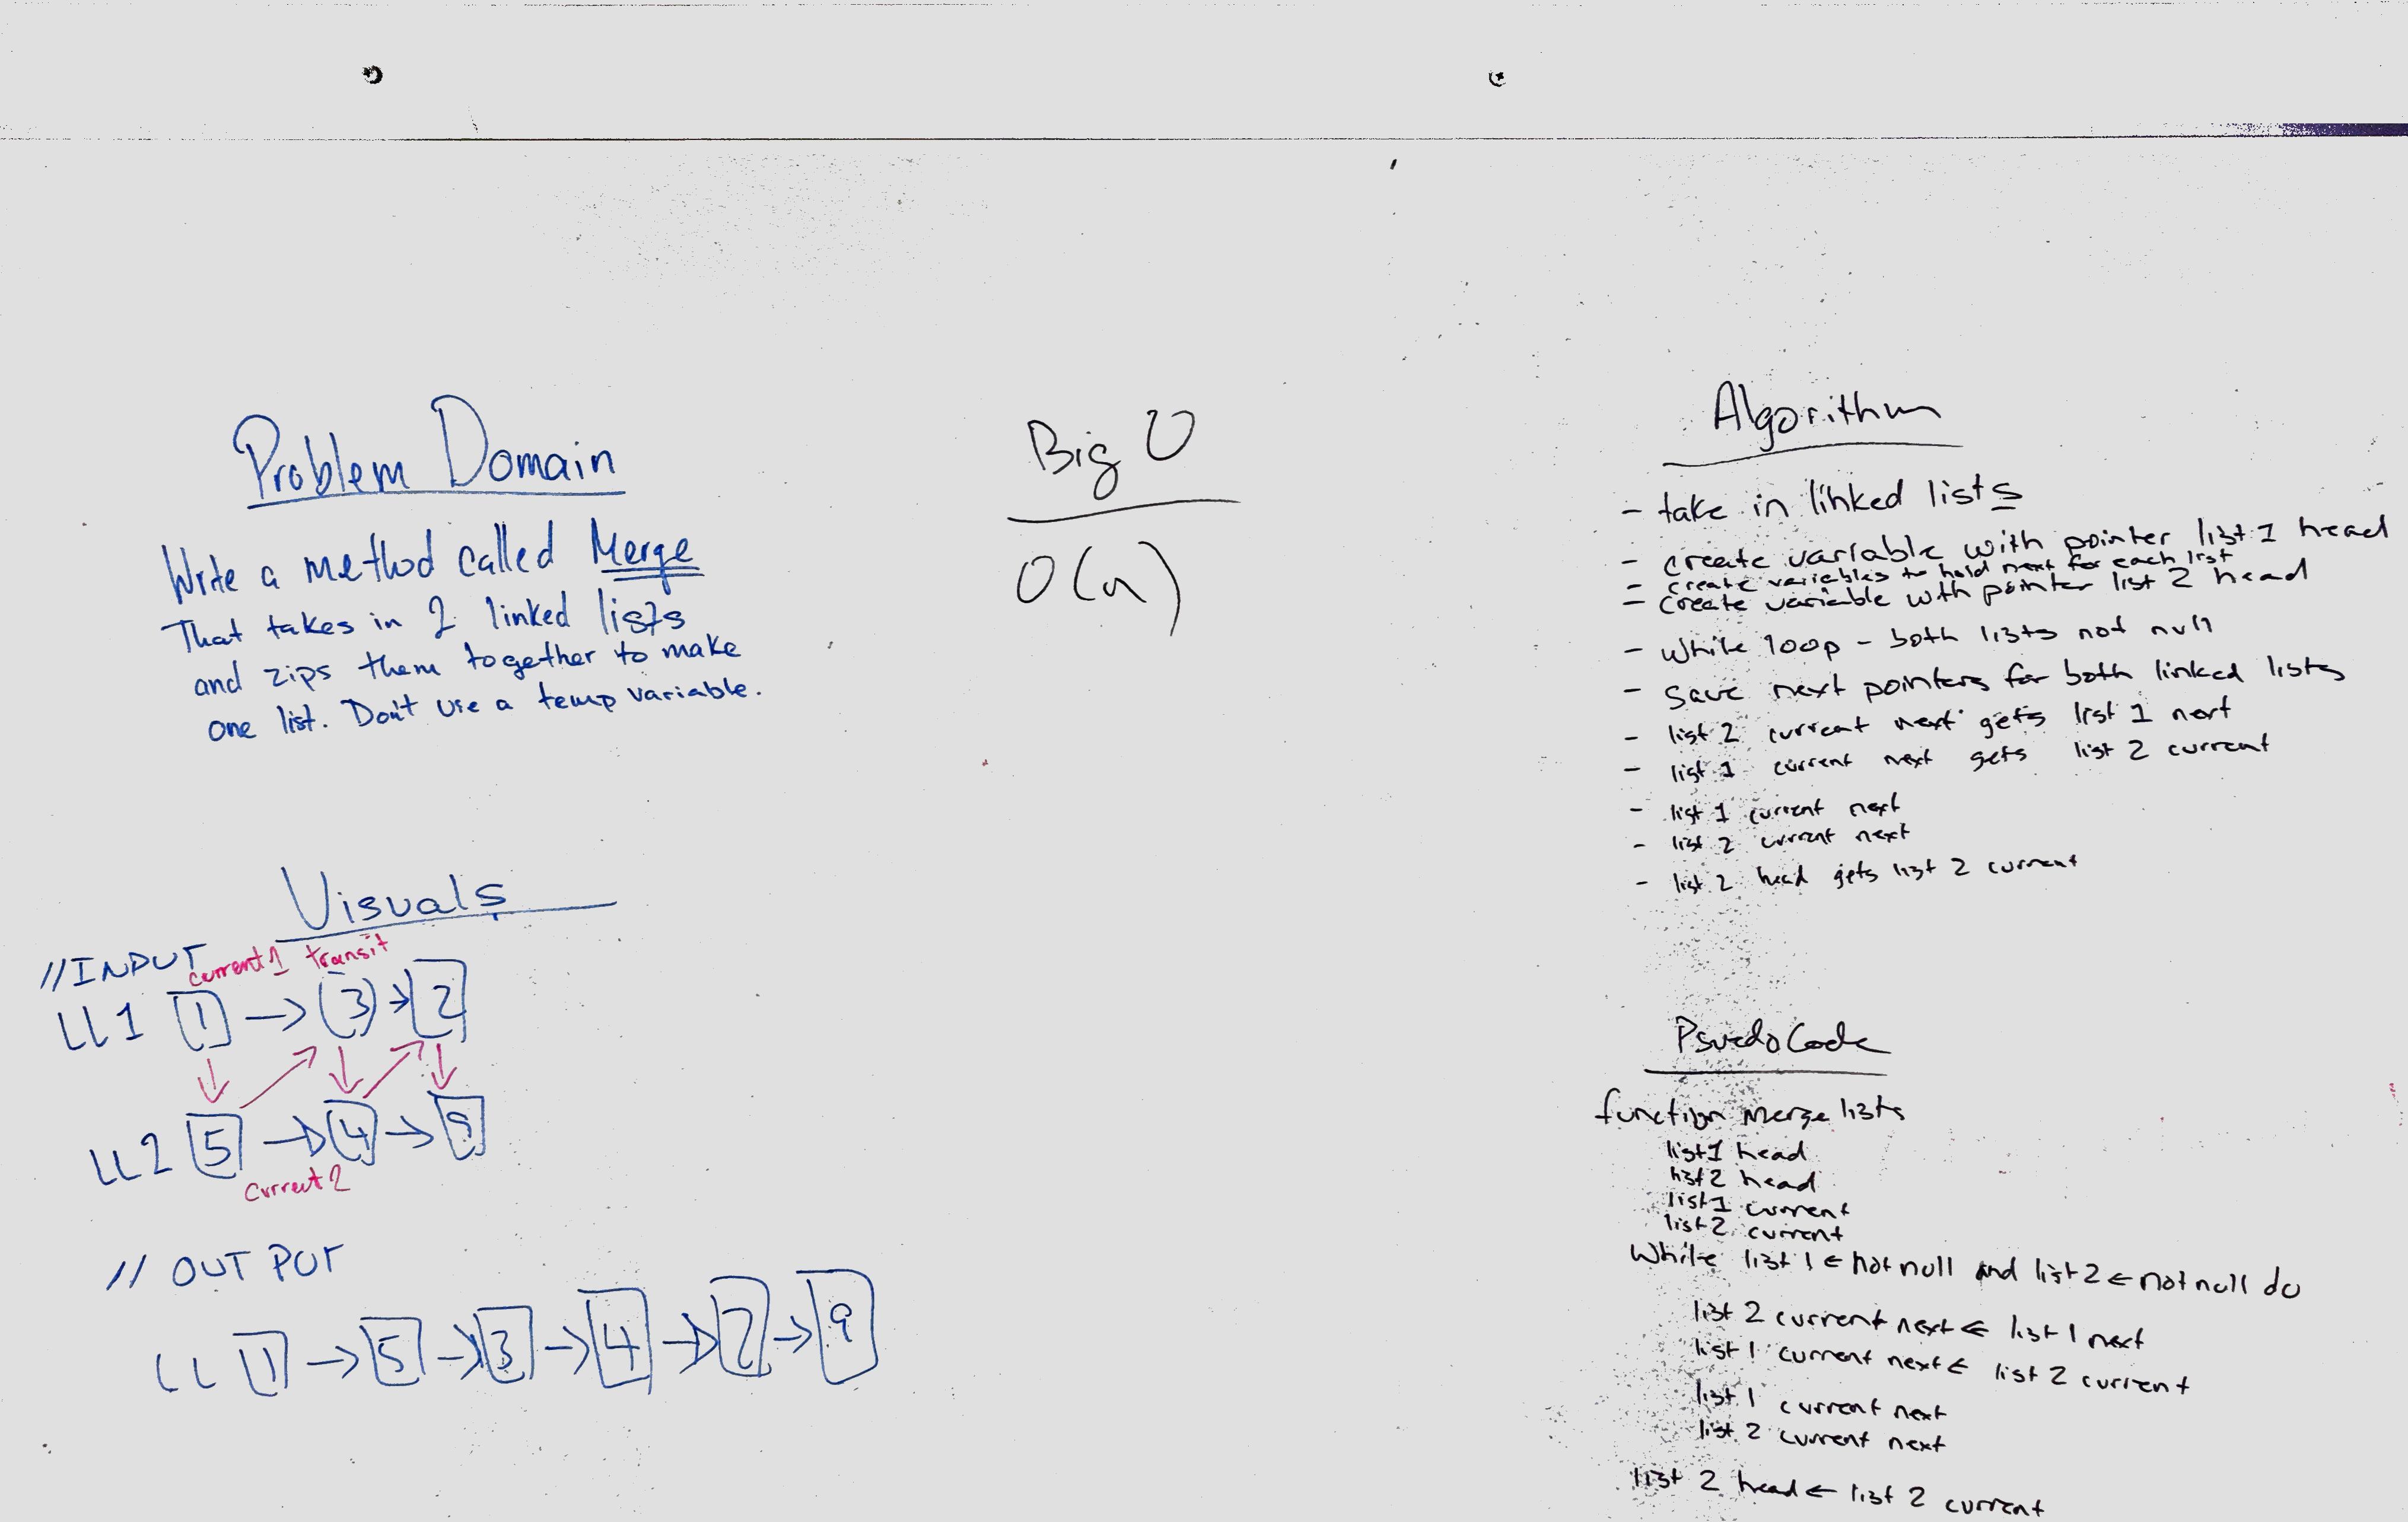 Problem Domain
Write a method called Merge
That takes in 2 linked lists
and zips them together to make
one list. Don't use a temp variable.
Visuals
//INPUT
current1 transit
LL1 1 → 3 → 2
LL2 5 → 4 → 9
current2
// OUTPUT
LL 1 → 5 → 3 → 4 → 2 → 9
Big O
O(n)
Algorithm
- take in linked lists
- create variable with pointer list 1 head
- create variables to hold next for each list
- create variable with pointer list 2 head
- while loop - both lists not null
- save next pointers for both linked lists
- list 2 current next gets list 1 next
- list 1 current next gets list 2 current
- list 1 current next
- list 2 current next
- list 2 head gets list 2 current
Psuedo Code
function merge lists
list1 head
list2 head
list1 current
list2 current
While list 1 ← not null and list 2 ← not null do
list 2 current next ← list 1 next
list 1 current next ← list 2 current
list 1 current next
list 2 current next
list 2 head ← list 2 current